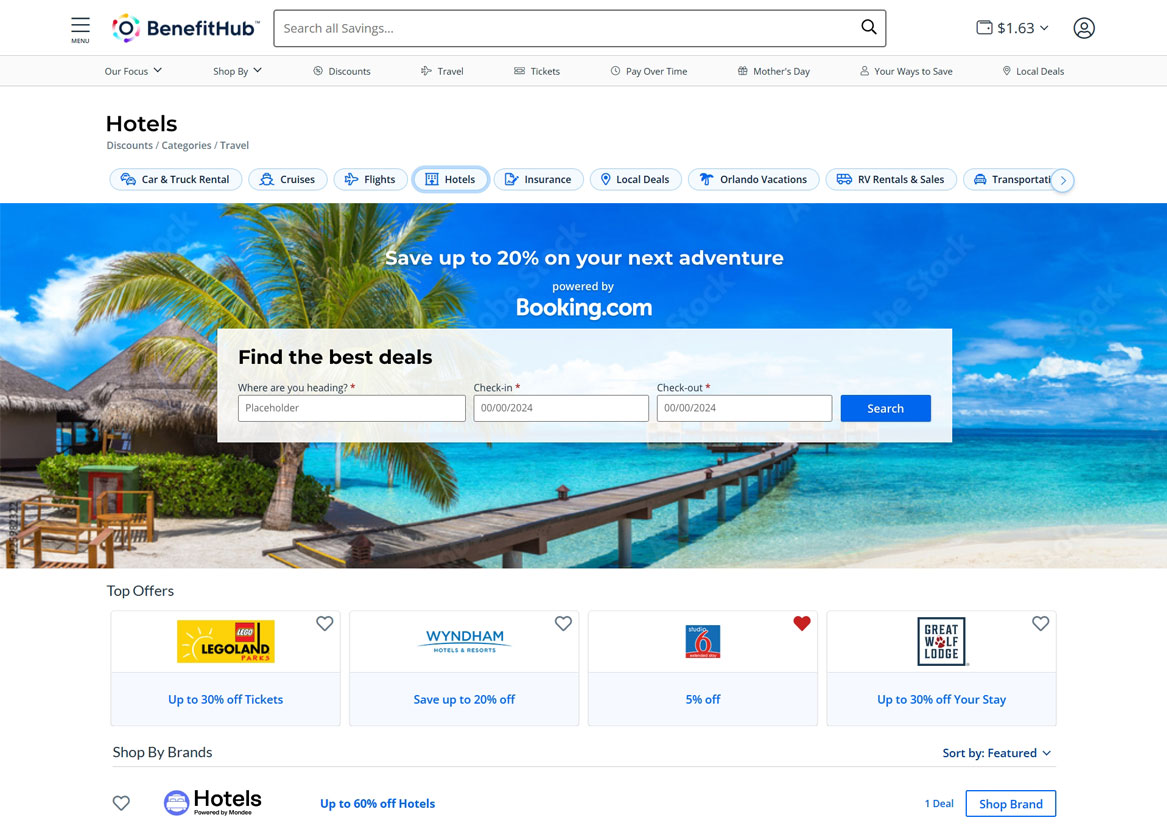 MENU
BenefitHub™
Search all Savings...
$1.63
Our Focus
Shop By
Discounts
Travel
Tickets
Pay Over Time
Mother's Day
Your Ways to Save
Local Deals
Hotels
Discounts / Categories / Travel
Car & Truck Rental
Cruises
Flights
Hotels
Insurance
Local Deals
Orlando Vacations
RV Rentals & Sales
Transportati
Save up to 20% on your next adventure
powered by
Booking.com
Find the best deals
Where are you heading? *
Check-in *
Check-out *
Placeholder
00/00/2024
00/00/2024
Search
Top Offers
LEGO
LEGOLAND
PARKS
WYNDHAM
HOTELS & RESORTS
studio
6
extended stay
GREAT
WOLF
LODGE
Up to 30% off Tickets
Save up to 20% off
5% off
Up to 30% off Your Stay
Shop By Brands
Sort by: Featured
Hotels
Powered by Mondee
Up to 60% off Hotels
1 Deal
Shop Brand